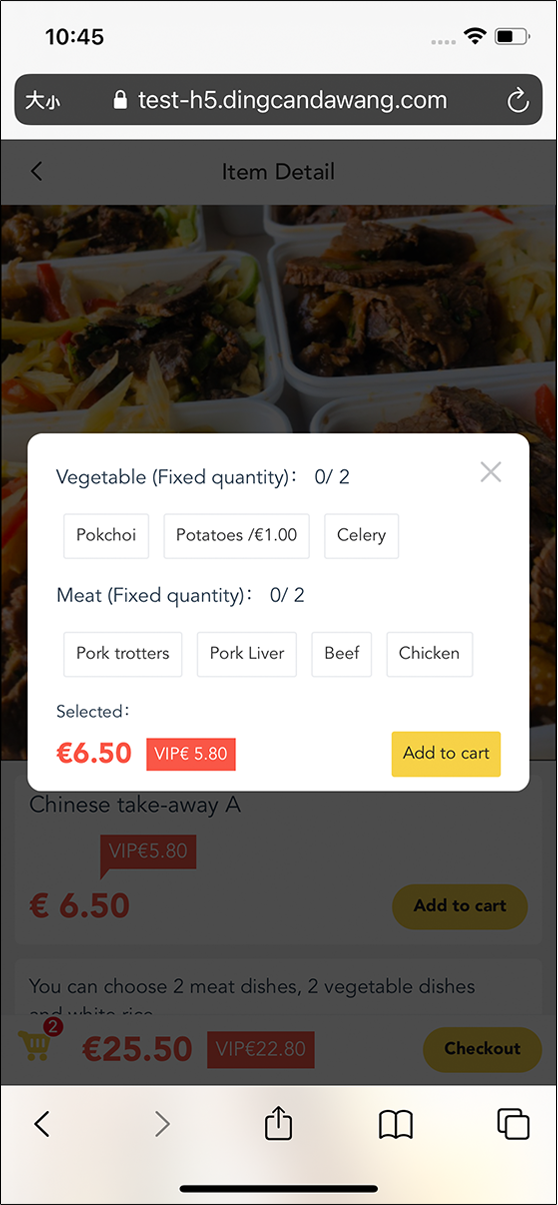 10:45
大小 test-h5.dingcandawang.com
Item Detail
Vegetable (Fixed quantity)： 0/ 2
Pokchoi Potatoes /€1.00 Celery
Meat (Fixed quantity)： 0/ 2
Pork trotters Pork Liver Beef Chicken
Selected：
€6.50 VIP€ 5.80 Add to cart
Chinese take-away A
VIP€5.80
€ 6.50 Add to cart
You can choose 2 meat dishes, 2 vegetable dishes
and white rice
2
€25.50 VIP€22.80 Checkout